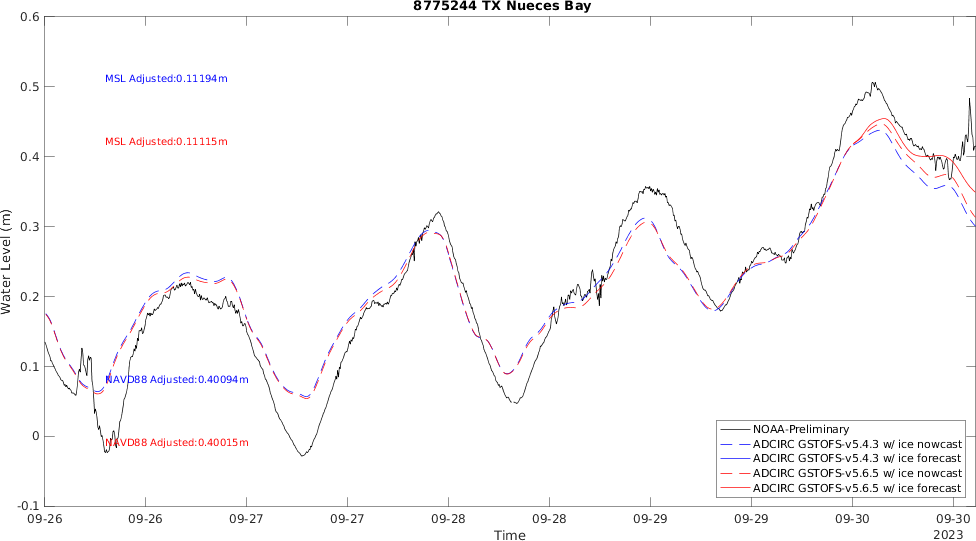 8775244 TX Nueces Bay
0.6
0.5
0.4
0.3
0.2
0.1
0
-0.1
Water Level (m)
MSL Adjusted:0.11194m
MSL Adjusted:0.11115m
NAVD88 Adjusted:0.40094m
NAVD88 Adjusted:0.40015m
NOAA-Preliminary
ADCIRC GSTOFS-v5.4.3 w/ ice nowcast
ADCIRC GSTOFS-v5.4.3 w/ ice forecast
ADCIRC GSTOFS-v5.6.5 w/ ice nowcast
ADCIRC GSTOFS-v5.6.5 w/ ice forecast
09-26 09-26 09-27 09-27 09-28 09-28 09-29 09-29 09-30 09-30
2023
Time